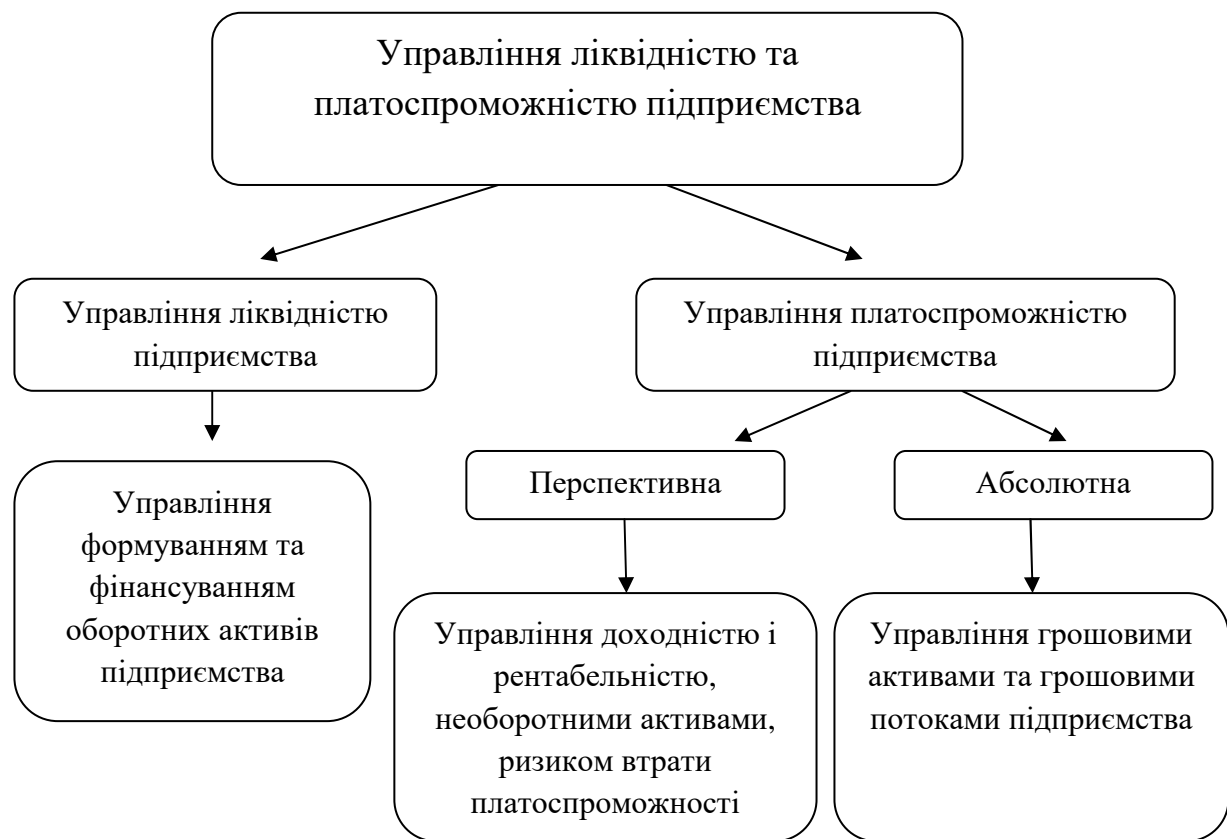 Управління ліквідністю та
платоспроможністю підприємства
Управління ліквідністю
підприємства
Управління платоспроможністю
підприємства
Управління
формуванням та
фінансуванням
оборотних активів
підприємства
Перспективна
Абсолютна
Управління доходністю і
рентабельністю,
необоротними активами,
ризиком втрати
платоспроможності
Управління грошовими
активами та грошовими
потоками підприємства